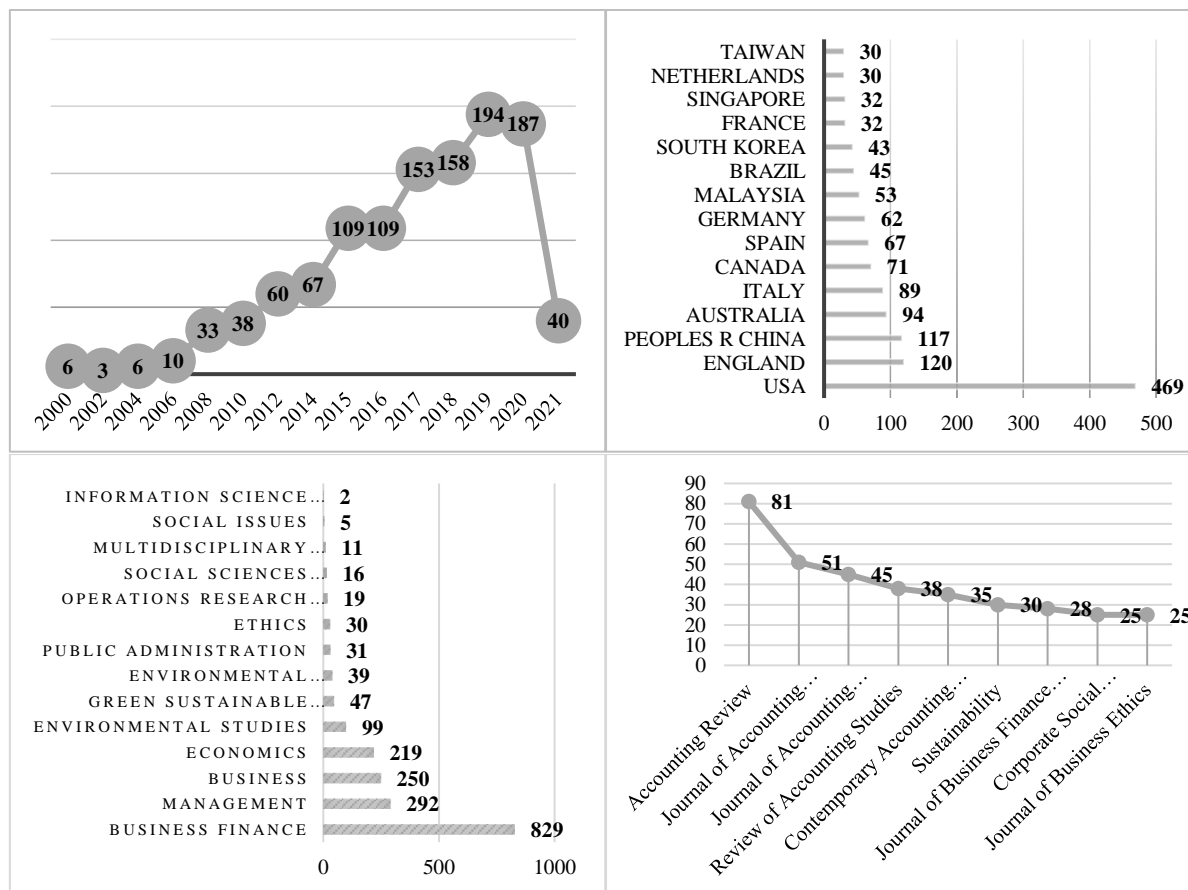 6
3
6
10
33
38
60
67
109
109
153
158
194
187
40
2000
2002
2004
2006
2008
2010
2012
2014
2015
2016
2017
2018
2019
2020
2021
TAIWAN 30
NETHERLANDS 30
SINGAPORE 32
FRANCE 32
SOUTH KOREA 43
BRAZIL 45
MALAYSIA 53
GERMANY 62
SPAIN 67
CANADA 71
ITALY 89
AUSTRALIA 94
PEOPLES R CHINA 117
ENGLAND 120
USA 469
0 100 200 300 400 500
INFORMATION SCIENCE… 2
SOCIAL ISSUES 5
MULTIDISCIPLINARY… 11
SOCIAL SCIENCES… 16
OPERATIONS RESEARCH… 19
ETHICS 30
PUBLIC ADMINISTRATION 31
ENVIRONMENTAL… 39
GREEN SUSTAINABLE… 47
ENVIRONMENTAL STUDIES 99
ECONOMICS 219
BUSINESS 250
MANAGEMENT 292
BUSINESS FINANCE 829
0 500 1000
90
80
70
60
50
40
30
20
10
0
81
51
45
38
35
30
28
25
25
Accounting Review
Journal of Accounting…
Journal of Accounting…
Review of Accounting Studies
Contemporary Accounting…
Sustainability
Journal of Business Finance…
Corporate Social…
Journal of Business Ethics